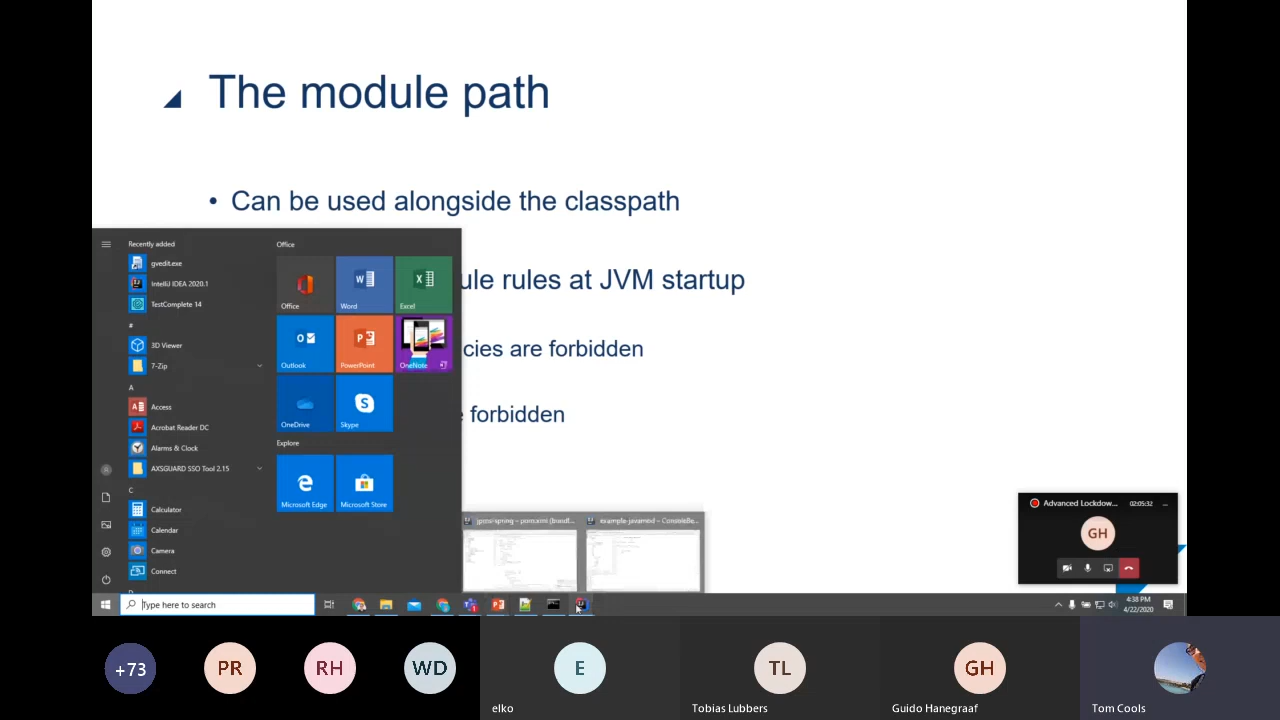 The module path
• Can be used alongside the classpath
ule rules at JVM startup
cies are forbidden
forbidden
Recently added
gvedit.exe
IntelliJ IDEA 2020.1
TestComplete 14
#
3D Viewer
7-Zip
A
Access
Acrobat Reader DC
Alarms & Clock
AXSGUARD SSO Tool 2.15
C
Calculator
Calendar
Camera
Connect
Office
Office
Word
Excel
Outlook
PowerPoint
OneNote
OneDrive
Skype
Explore
Microsoft Edge
Microsoft Store
Advanced Lockdow...
02:05:32
GH
Type here to search
4:38 PM
4/22/2020
+73
PR
RH
WD
E
elko
TL
Tobias Lubbers
GH
Guido Hanegraaf
Tom Cools